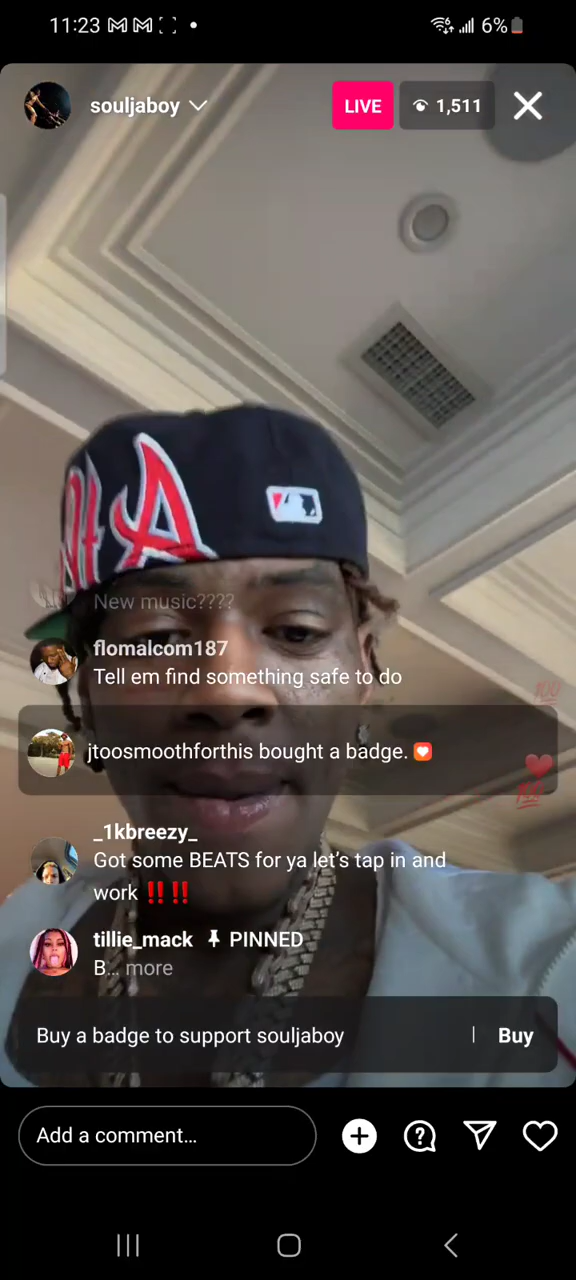 11:23
6%
souljaboy
LIVE
1,511
A
New music????
flomalcom187
Tell em find something safe to do
100
jtoosmoothforthis bought a badge.
100
_1kbreezy_
Got some BEATS for ya let's tap in and
work ‼️‼️
tillie_mack PINNED
B... more
Buy a badge to support souljaboy | Buy
Add a comment...